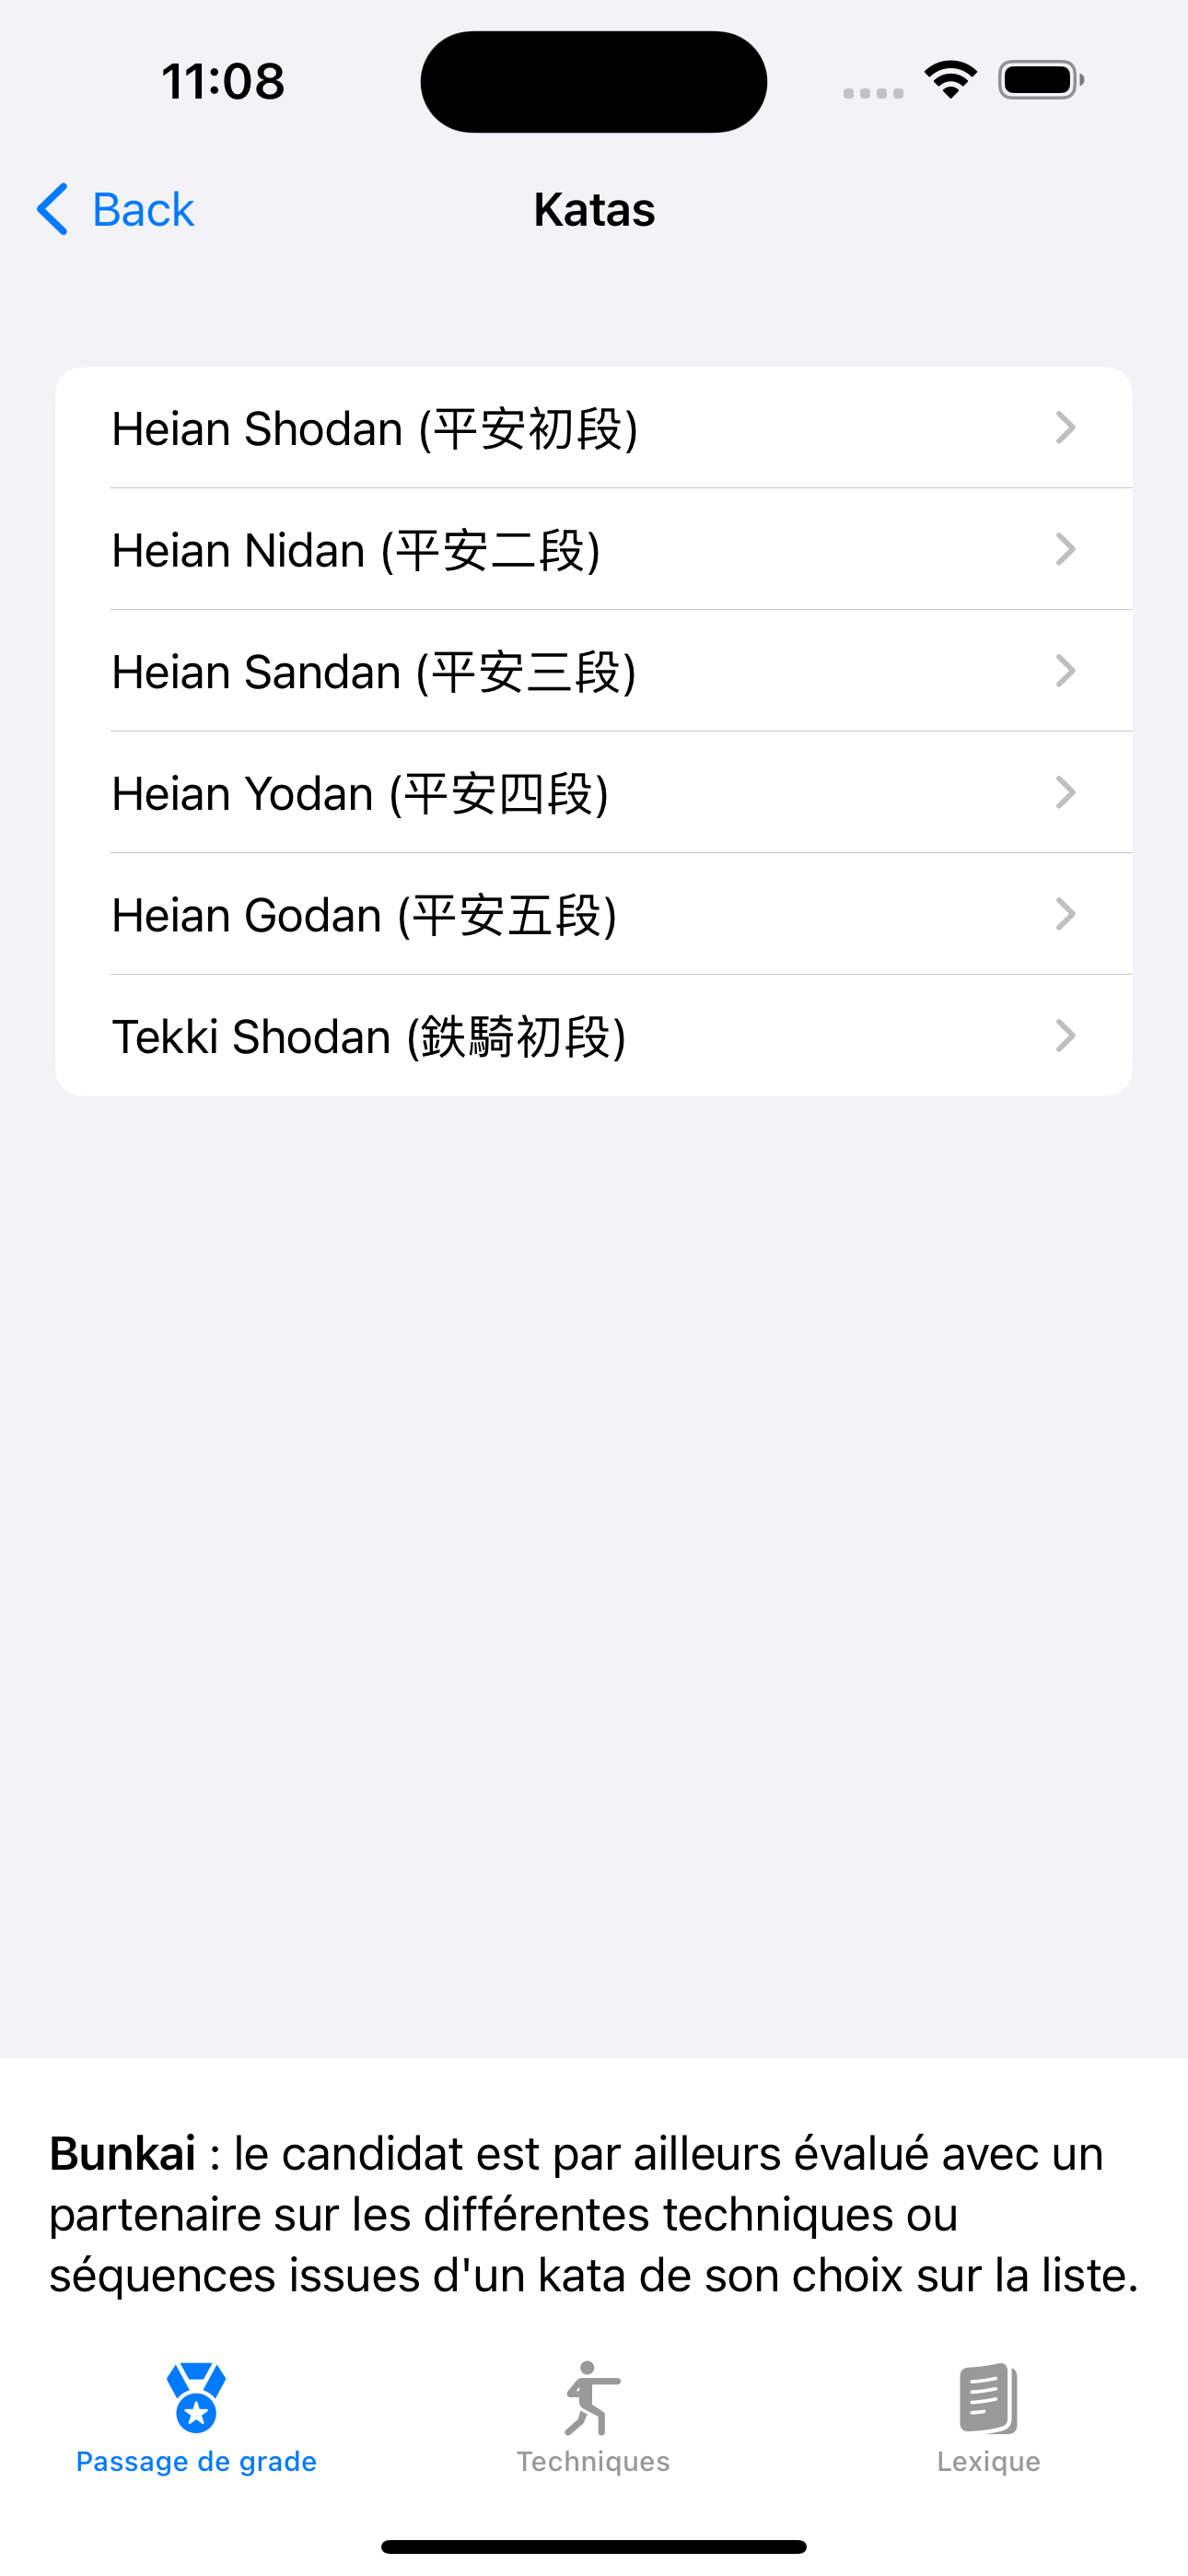 11:08
Back
Katas
Heian Shodan (平安初段)
Heian Nidan (平安二段)
Heian Sandan (平安三段)
Heian Yodan (平安四段)
Heian Godan (平安五段)
Tekki Shodan (鉄騎初段)
Bunkai : le candidat est par ailleurs évalué avec un
partenaire sur les différentes techniques ou
séquences issues d'un kata de son choix sur la liste.
Passage de grade
Techniques
Lexique